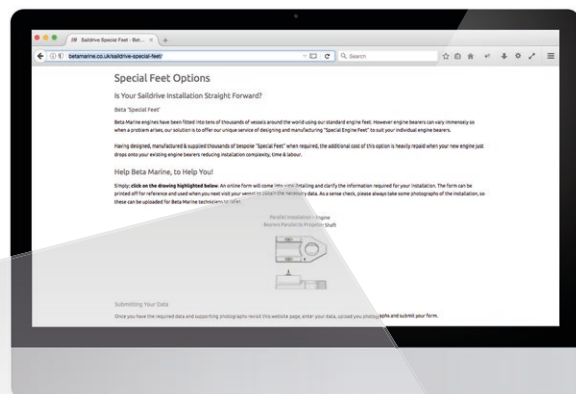 Saildrive Special Feet - Bet...
betamarine.co.uk/saildrive-special-feet/
Search
Special Feet Options
Is Your Saildrive Installation Straight Forward?
Beta 'Special Feet'
Beta Marine engines have been fitted into tens of thousands of vessels around the world using our standard engine feet. However engine bearers can vary immensely so
when a problem arises, our solution is to offer our unique service of designing and manufacturing "Special Engine Feet" to suit your individual engine bearers.
Having designed, manufactured & supplied thousands of bespoke "Special Feet" when required, the additional cost of this option is heavily repaid when your new engine just
drops onto your existing engine bearers reducing installation complexity, time & labour.
Help Beta Marine, to Help You!
Simply; click on the drawing highlighted below. An online form will come into view detailing and clarify the information required for your installation. The form can be
printed off for reference and used when you next visit your vessel to obtain the necessary data. As a sense check, please always take some photographs of the installation, so
these can be uploaded for Beta Marine technicians to refer.
Parallel Installation – Engine
Bearers Parallel to Propeller Shaft
Submitting Your Data
Once you have the required data and supporting photographs revisit this website page, enter your data, upload you photographs and submit your form.